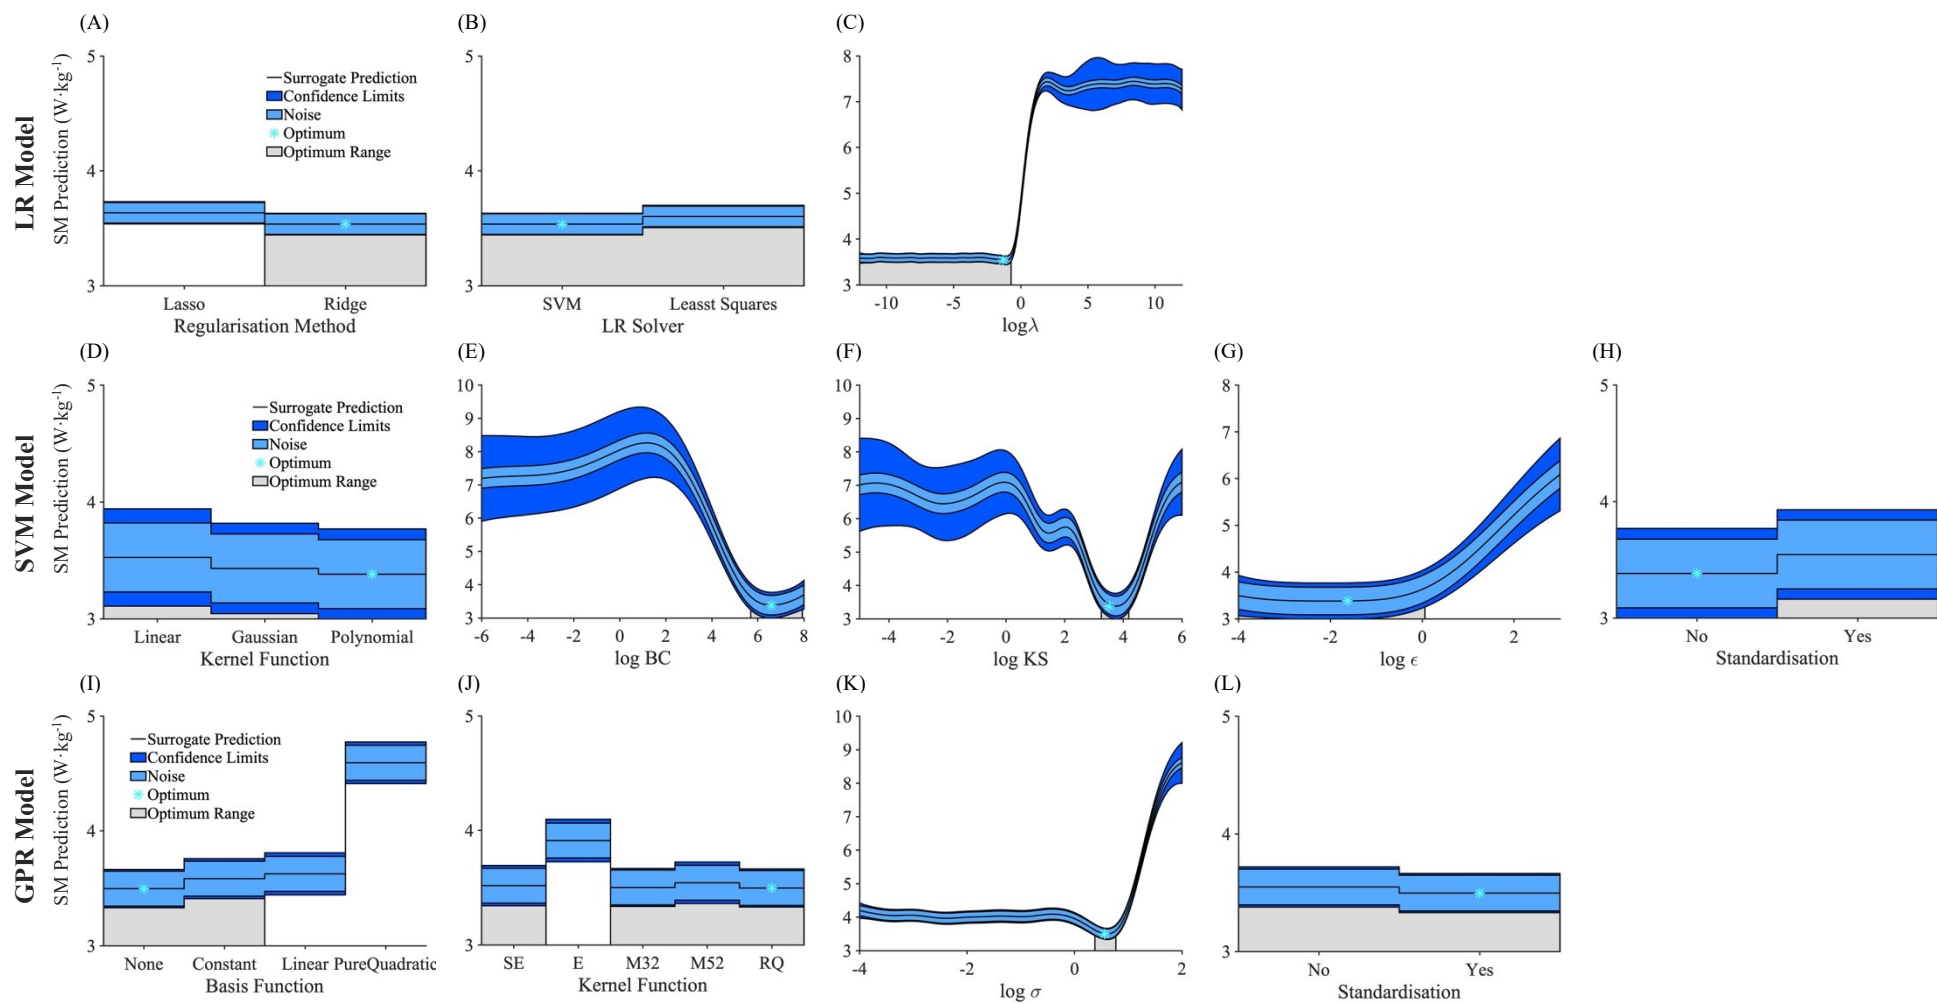 (A)
(B)
(C)
LR Model
SM Prediction (W·kg-1)
5
4
3
Surrogate Prediction
Confidence Limits
Noise
Optimum
Optimum Range
Lasso
Ridge
Regularisation Method
5
4
3
SVM
Leasst Squares
LR Solver
8
7
6
5
4
3
-10
-5
0
5
10
logλ
(D)
(E)
(F)
(G)
(H)
SVM Model
SM Prediction (W·kg-1)
5
4
3
Surrogate Prediction
Confidence Limits
Noise
Optimum
Optimum Range
Linear
Gaussian
Polynomial
Kernel Function
10
9
8
7
6
5
4
3
-6
-4
-2
0
2
4
6
8
log BC
10
9
8
7
6
5
4
3
-4
-2
0
2
4
6
log KS
8
7
6
5
4
3
-4
-2
0
2
log ϵ
5
4
3
No
Yes
Standardisation
(I)
(J)
(K)
(L)
GPR Model
SM Prediction (W·kg-1)
5
4
3
Surrogate Prediction
Confidence Limits
Noise
Optimum
Optimum Range
None
Constant
Linear
PureQuadratic
Basis Function
5
4
3
SE
E
M32
M52
RQ
Kernel Function
10
9
8
7
6
5
4
3
-4
-2
0
2
log σ
5
4
3
No
Yes
Standardisation